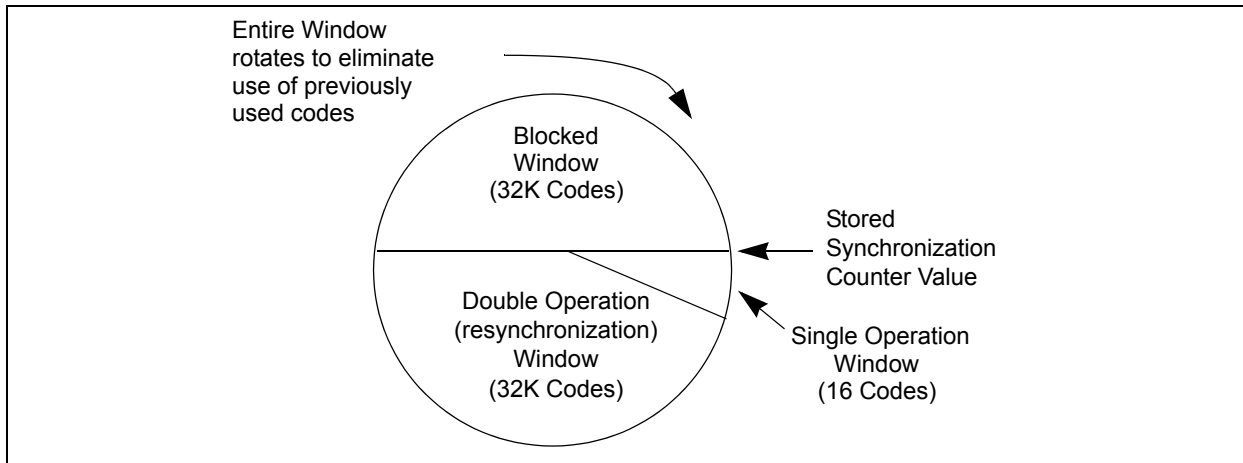 Entire Window
rotates to eliminate
use of previously
used codes
Blocked
Window
(32K Codes)
Stored
Synchronization
Counter Value
Double Operation
(resynchronization)
Window
(32K Codes)
Single Operation
Window
(16 Codes)